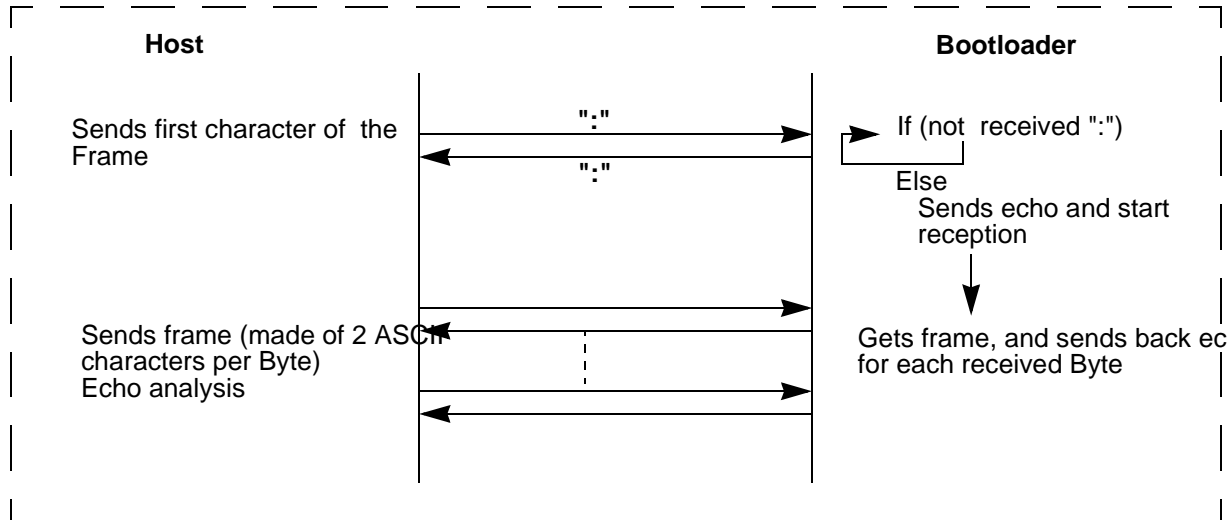 Host
Bootloader
Sends first character of the
Frame
":"
":"
If (not received ":")
Else
Sends echo and start
reception
Sends frame (made of 2 ASCII
characters per Byte)
Echo analysis
Gets frame, and sends back ec
for each received Byte